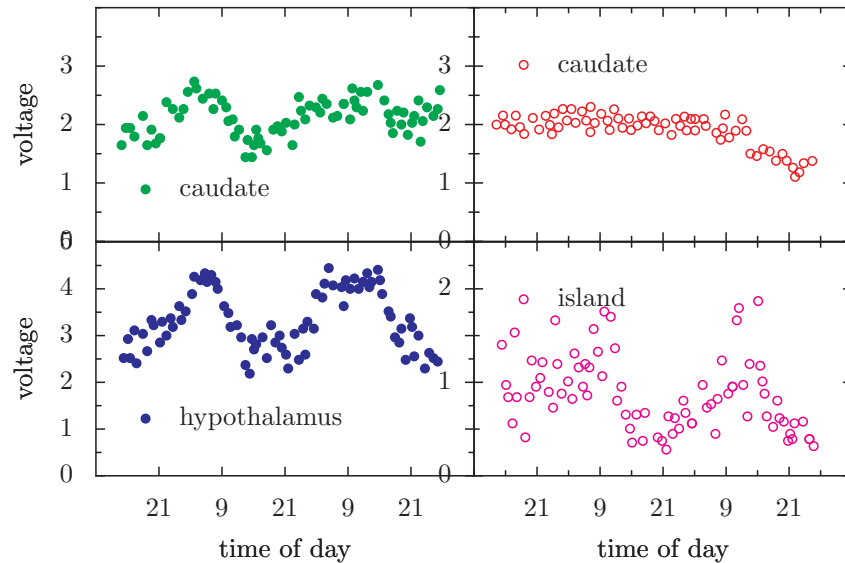 3 3
caudate
voltage
2 2
1 caudate 1
0 0
5
4 2
island
voltage
3
2 1
hypothalamus
1
0 0
21 9 21 9 21 21 9 21 9 21
time of day time of day